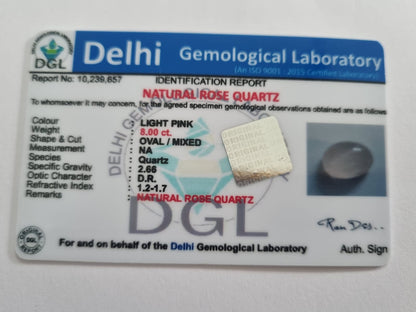 DGL
Delhi Gemological Laboratory
(An ISO 9001 : 2015 Certified Laboratory)
Report No: 10,239,657
IDENTIFICATION REPORT
NATURAL ROSE QUARTZ
To whomsoever it may concern, for the agreed specimen gemological observations obtained are as follows
Colour LIGHT PINK
Weight 8.00 ct.
Shape & Cut OVAL / MIXED
Measurement NA
Species Quartz
Specific Gravity 2.66
Optic Character D.R.
Refractive Index 1.2-1.7
Remarks NATURAL ROSE QUARTZ
ORIGINAL
DGL
DGL
For and on behalf of the Delhi Gemological Laboratory
Auth. Sign